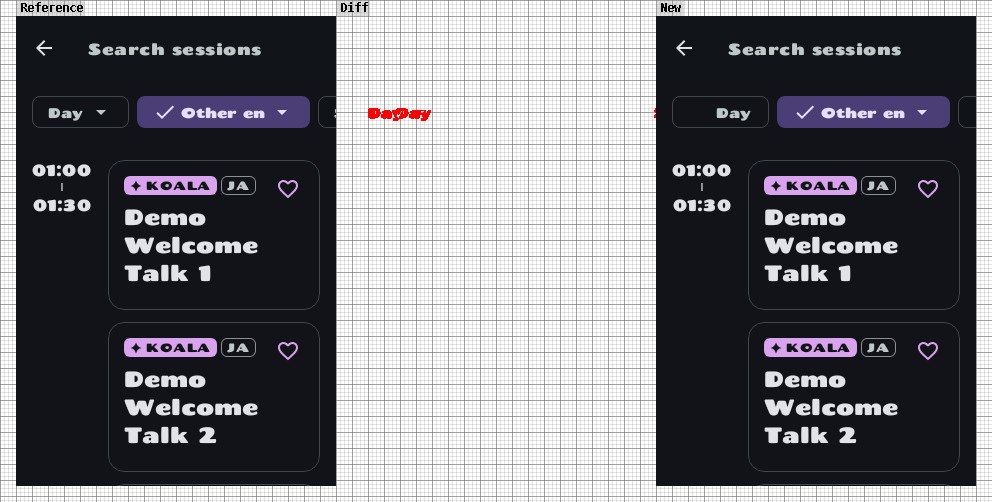 Reference
Diff
New
Search sessions
Day
Other en
01:00
01:30
KOALA
JA
Demo
Welcome
Talk 1
KOALA
JA
Demo
Welcome
Talk 2
DayDay
Search sessions
Day
Other en
01:00
01:30
KOALA
JA
Demo
Welcome
Talk 1
KOALA
JA
Demo
Welcome
Talk 2